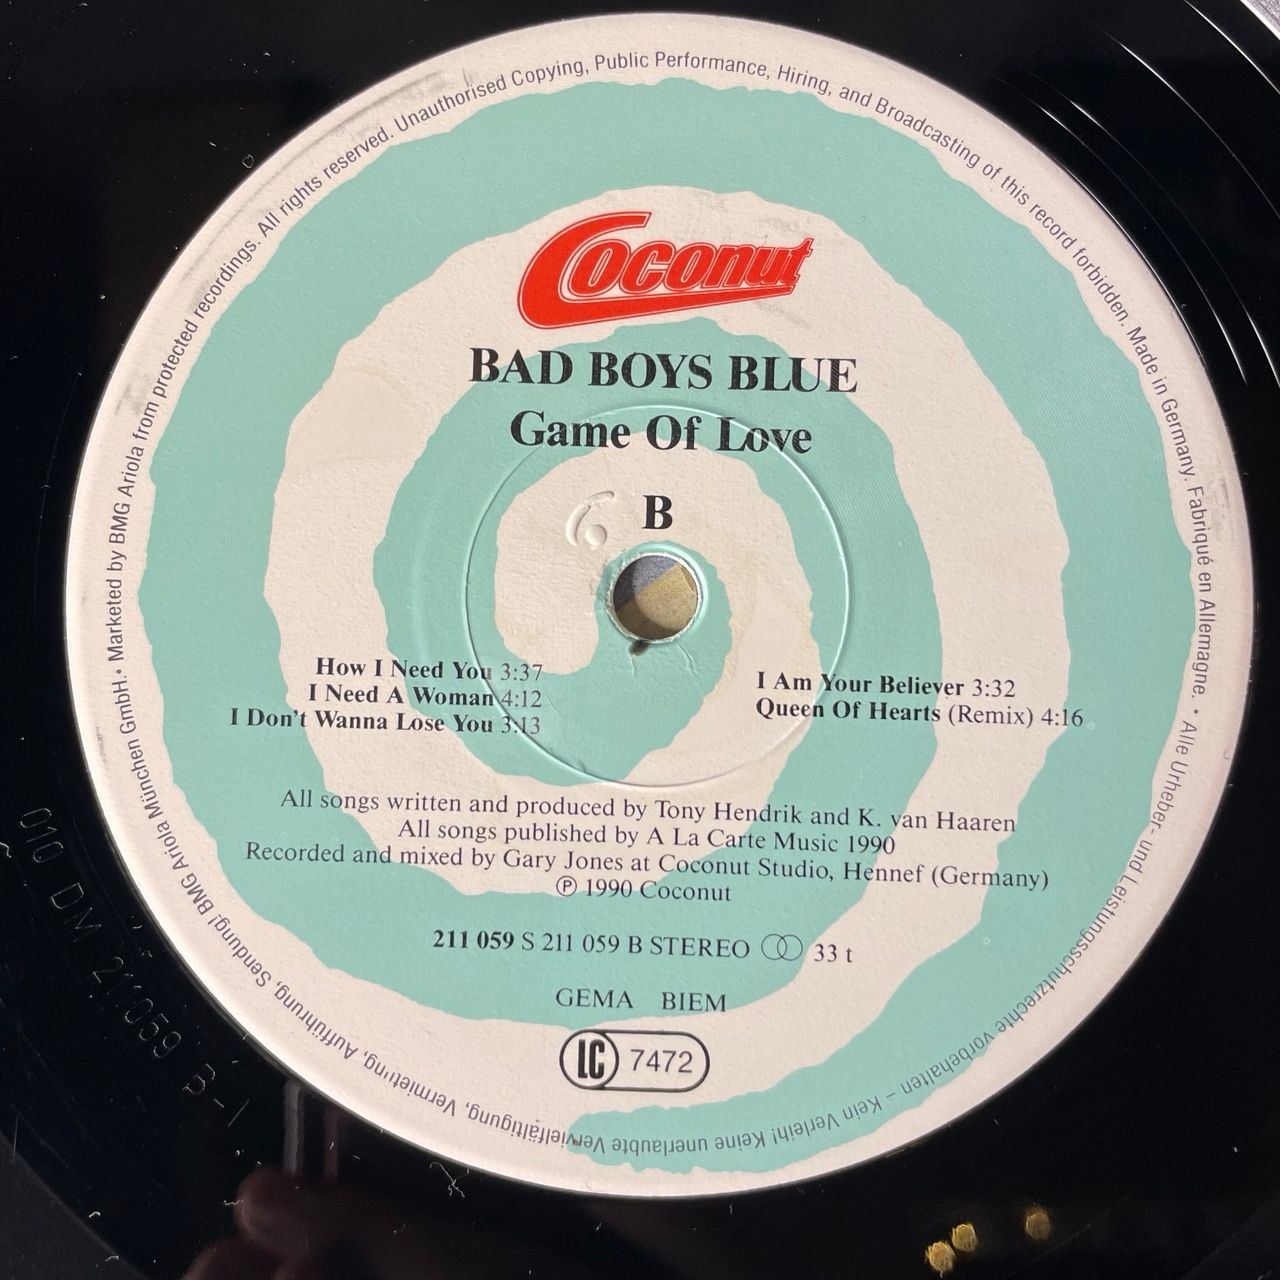 Marketed by BMG Ariola from protected recordings. All rights reserved. Unauthorised Copying, Public Performance, Hiring, and Broadcasting of this record forbidden. Made in Germany. Fabriqué en Allemagne. • Alle Urheber- und Leistungsschutzrechte vorbehalten – Kein Verleih! Keine unerlaubte Vervielfältigung, Vermietung, Aufführung, Sendung! BMG Ariola München GmbH. •
Coconut
BAD BOYS BLUE
Game Of Love
6
B
How I Need You 3:37
I Need A Woman 4:12
I Don't Wanna Lose You 3:13
I Am Your Believer 3:32
Queen Of Hearts (Remix) 4:16
All songs written and produced by Tony Hendrik and K. van Haaren
All songs published by A La Carte Music 1990
Recorded and mixed by Gary Jones at Coconut Studio, Hennef (Germany)
℗ 1990 Coconut
211 059 S 211 059 B STEREO 33 t
GEMA BIEM
LC 7472
010 DM 211059 B-1